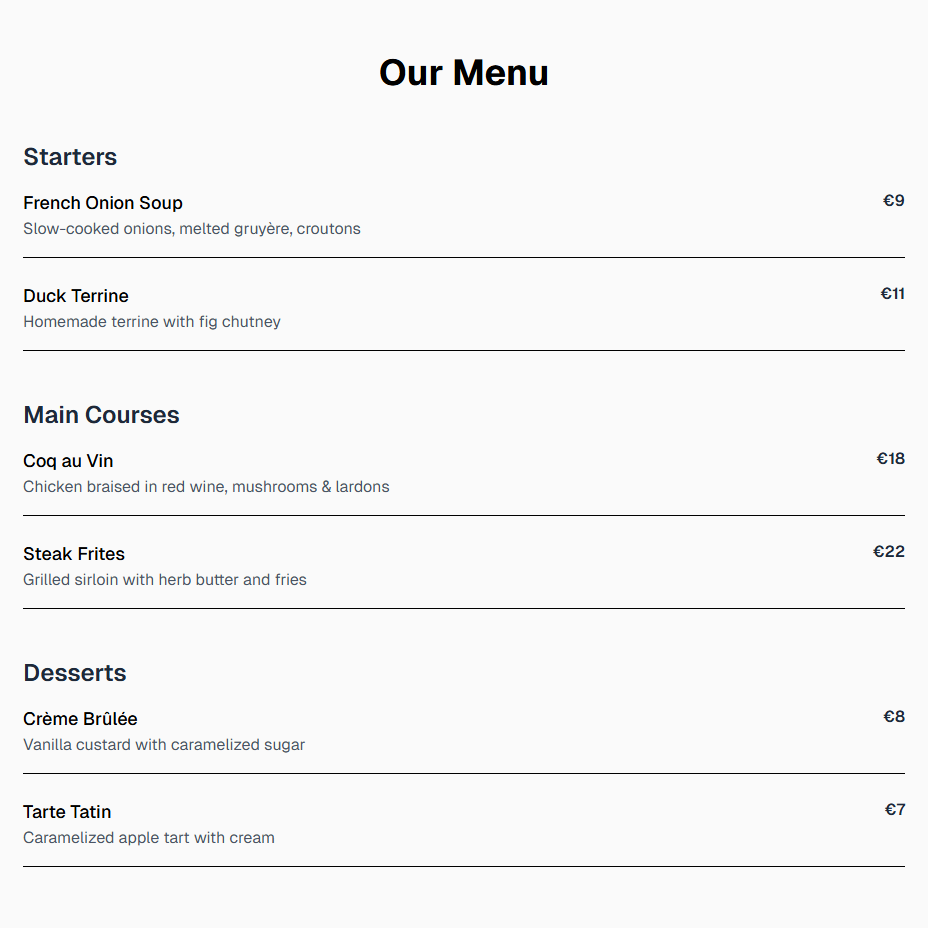 Our Menu
Starters
French Onion Soup €9
Slow-cooked onions, melted gruyère, croutons
Duck Terrine €11
Homemade terrine with fig chutney
Main Courses
Coq au Vin €18
Chicken braised in red wine, mushrooms & lardons
Steak Frites €22
Grilled sirloin with herb butter and fries
Desserts
Crème Brûlée €8
Vanilla custard with caramelized sugar
Tarte Tatin €7
Caramelized apple tart with cream